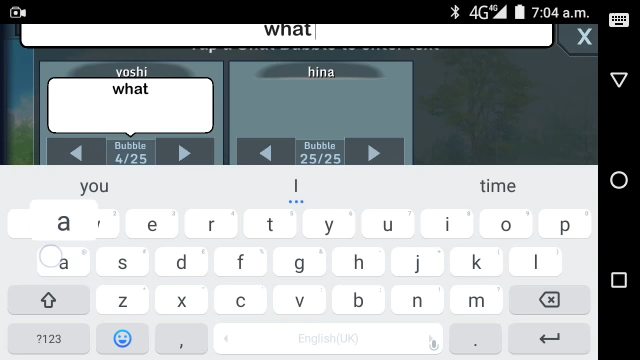 4G 4G 7:04 a.m.
what
Tap a Chat Bubble to enter text
X
yoshi hina
what
Bubble Bubble
4/25 25/25
you I time
a e r t y u i o p
a s d f g h j k l
z x c v b n m
?123 , English(UK) .